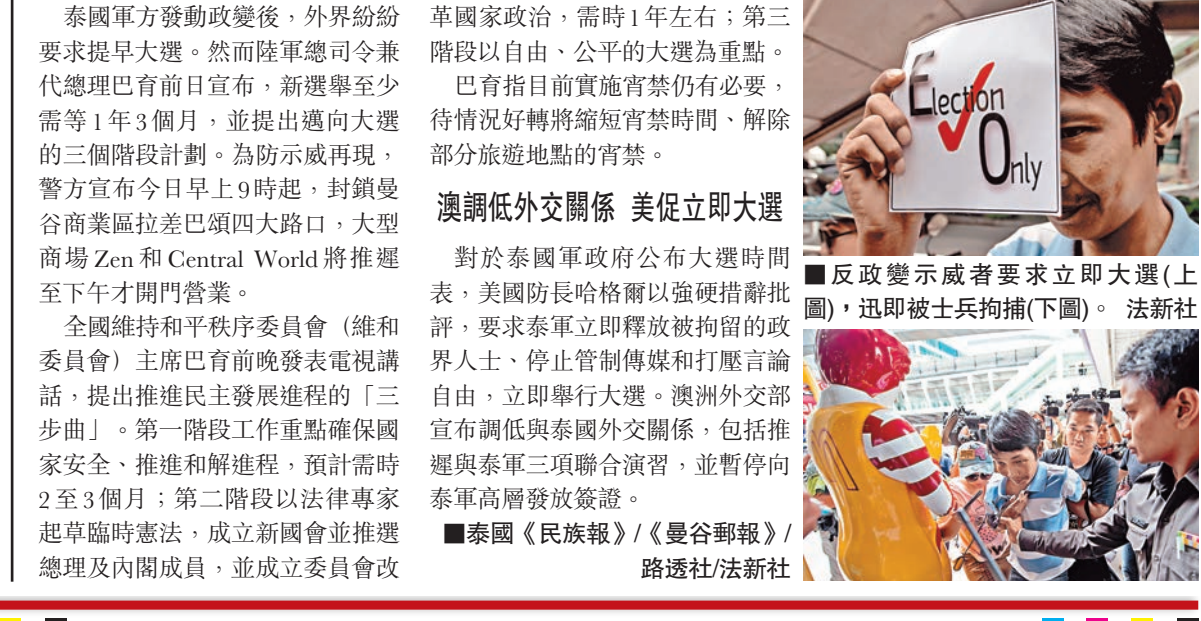 泰國軍方發動政變後，外界紛紛
要求提早大選。然而陸軍總司令兼
代總理巴育前日宣布，新選舉至少
需等1年3個月，並提出邁向大選
的三個階段計劃。為防示威再現，
警方宣布今日早上9時起，封鎖曼
谷商業區拉差巴頌四大路口，大型
商場 Zen 和 Central World 將推遲
至下午才開門營業。
全國維持和平秩序委員會（維和
委員會）主席巴育前晚發表電視講
話，提出推進民主發展進程的「三
步曲」。第一階段工作重點確保國
家安全、推進和解進程，預計需時
2至3個月；第二階段以法律專家
起草臨時憲法，成立新國會並推選
總理及內閣成員，並成立委員會改
革國家政治，需時1年左右；第三
階段以自由、公平的大選為重點。
巴育指目前實施宵禁仍有必要，
待情況好轉將縮短宵禁時間、解除
部分旅遊地點的宵禁。
澳調低外交關係 美促立即大選
對於泰國軍政府公布大選時間
表，美國防長哈格爾以強硬措辭批
評，要求泰軍立即釋放被拘留的政
界人士、停止管制傳媒和打壓言論
自由，立即舉行大選。澳洲外交部
宣布調低與泰國外交關係，包括推
遲與泰軍三項聯合演習，並暫停向
泰軍高層發放簽證。
■泰國《民族報》/《曼谷郵報》/
路透社/法新社
Election
Only
■反政變示威者要求立即大選(上
圖)，迅即被士兵拘捕(下圖)。 法新社